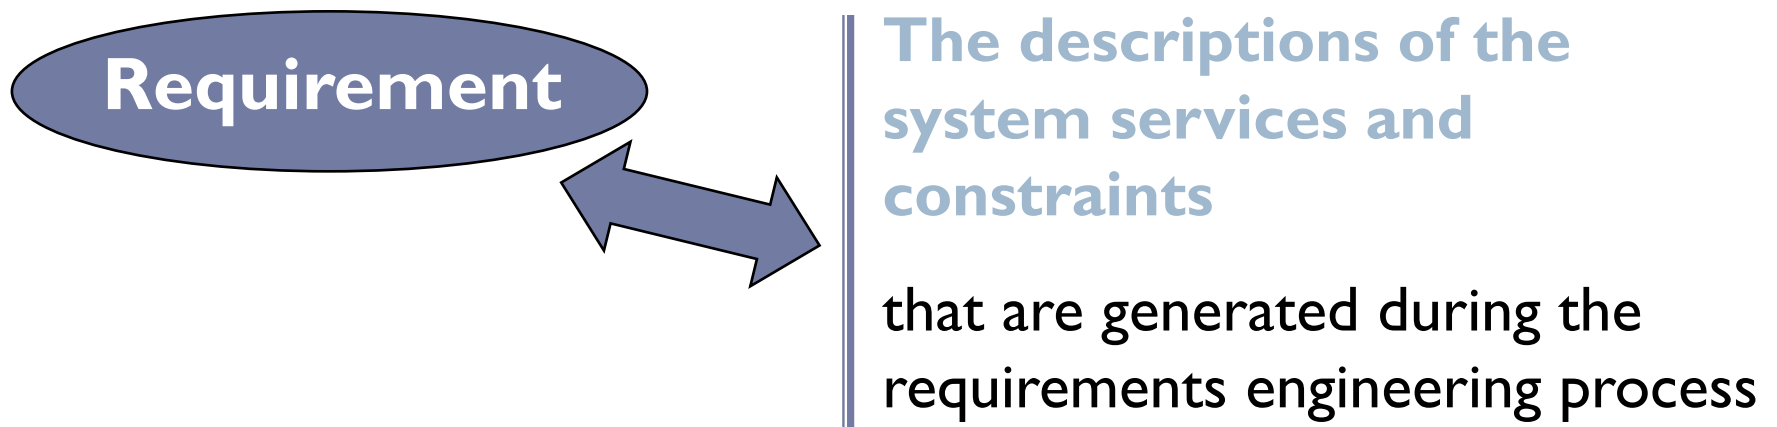 Requirement
The descriptions of the
system services and
constraints
that are generated during the
requirements engineering process